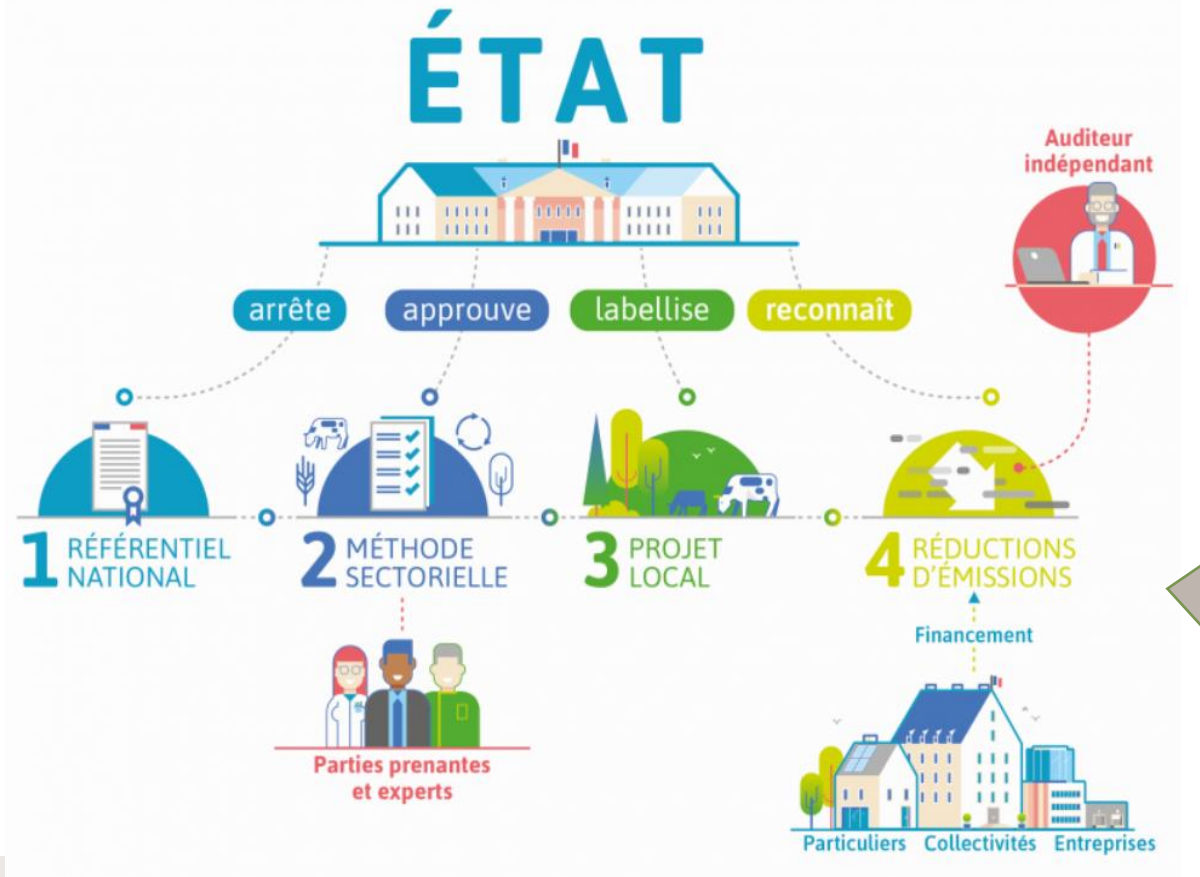 ÉTAT
Auditeur
indépendant
arrête
approuve
labellise
reconnaît
1 RÉFÉRENTIEL
NATIONAL
2 MÉTHODE
SECTORIELLE
3 PROJET
LOCAL
4 RÉDUCTIONS
D'ÉMISSIONS
Financement
Parties prenantes
et experts
Particuliers
Collectivités
Entreprises